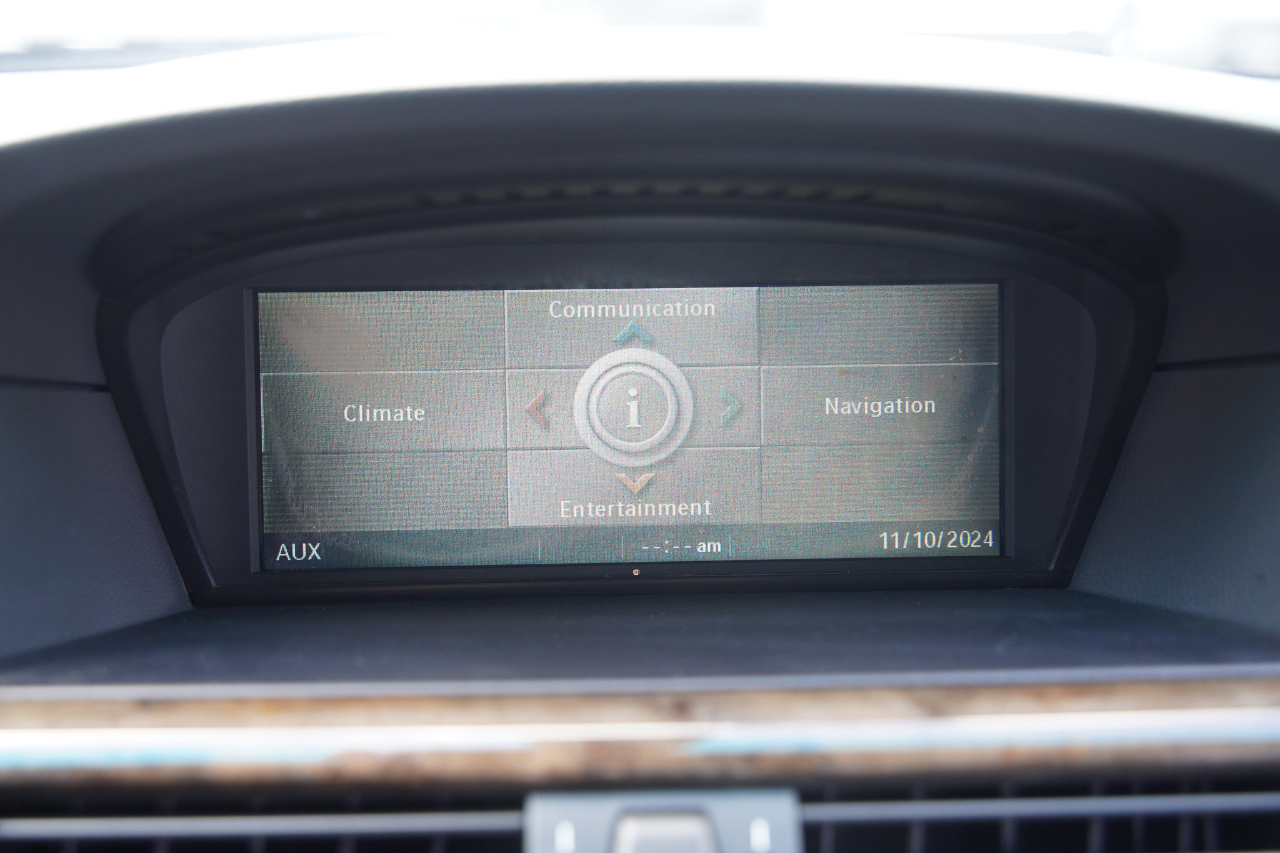 Communication
Climate
i
Navigation
Entertainment
AUX
--:-- am
11/10/2024